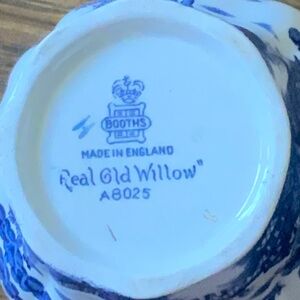 BOOTHS
MADE IN ENGLAND
Real Old Willow"
A8025